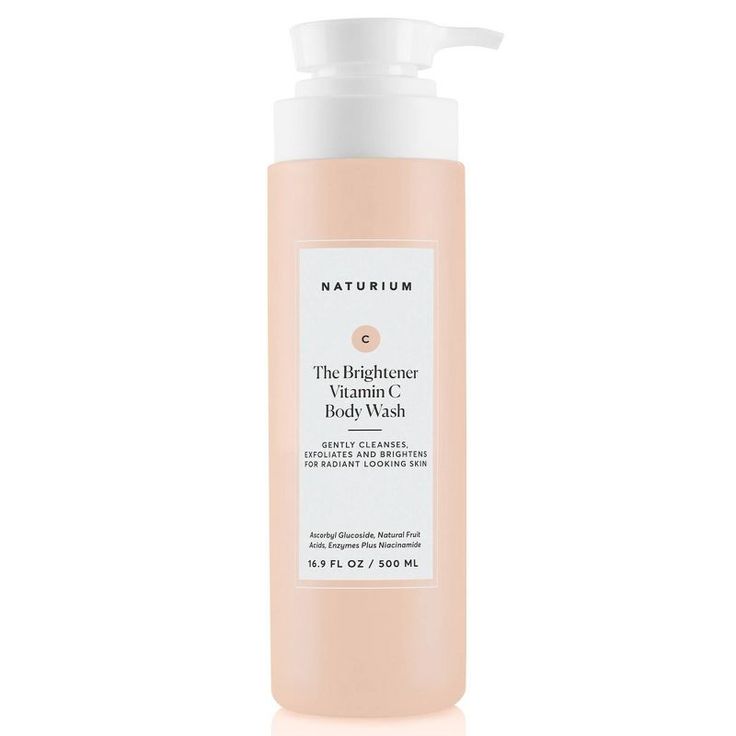 NATURIUM
C
The Brightener
Vitamin C
Body Wash
GENTLY CLEANSES,
EXFOLIATES AND BRIGHTENS
FOR RADIANT LOOKING SKIN
Ascorbyl Glucoside, Natural Fruit
Acids, Enzymes Plus Niacinamide
16.9 FL OZ / 500 ML